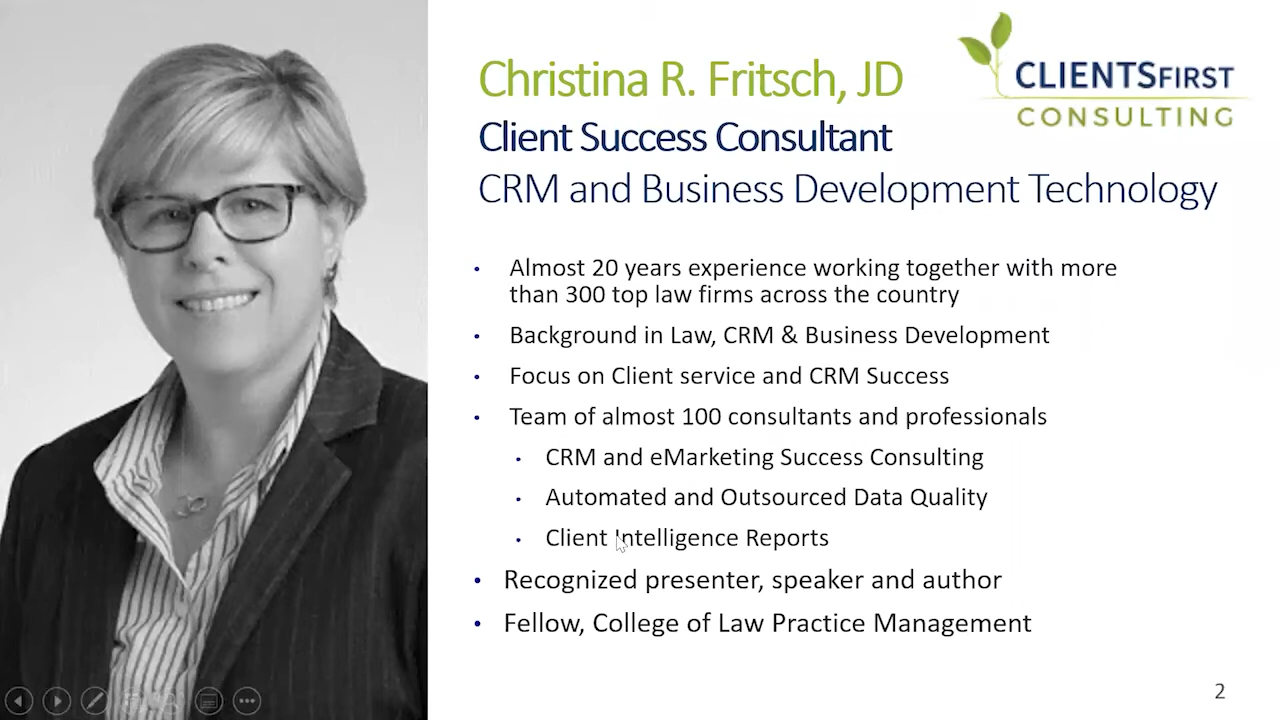 Christina R. Fritsch, JD
Client Success Consultant
CRM and Business Development Technology
CLIENTSFIRST
CONSULTING
• Almost 20 years experience working together with more
than 300 top law firms across the country
• Background in Law, CRM & Business Development
• Focus on Client service and CRM Success
• Team of almost 100 consultants and professionals
• CRM and eMarketing Success Consulting
• Automated and Outsourced Data Quality
• Client Intelligence Reports
• Recognized presenter, speaker and author
• Fellow, College of Law Practice Management
2